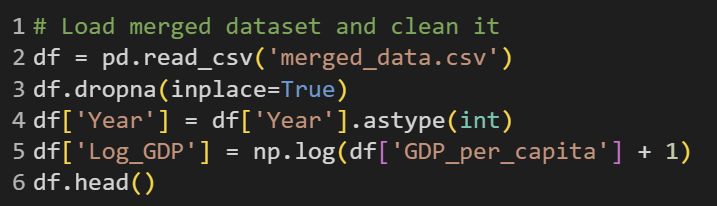 1 # Load merged dataset and clean it
2 df = pd.read_csv('merged_data.csv')
3 df.dropna(inplace=True)
4 df['Year'] = df['Year'].astype(int)
5 df['Log_GDP'] = np.log(df['GDP_per_capita'] + 1)
6 df.head()